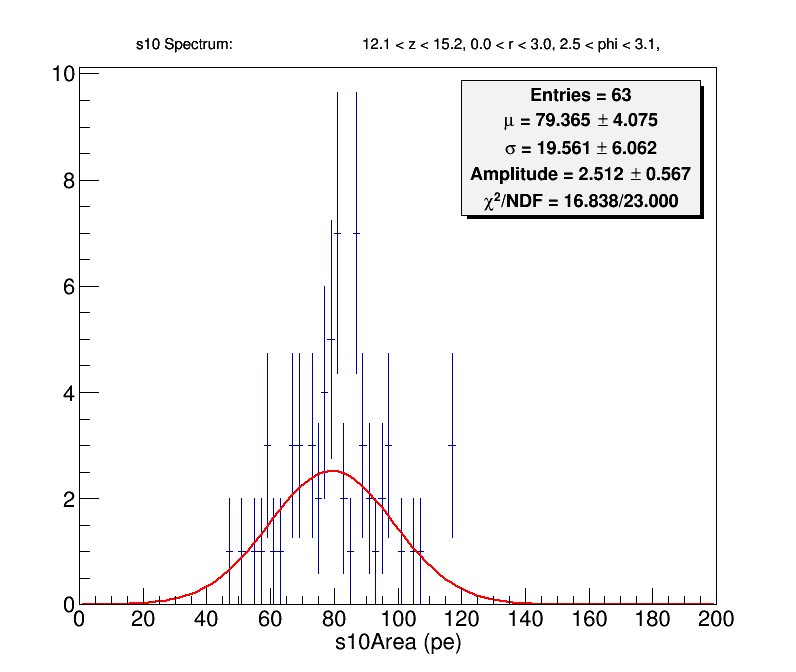 s10 Spectrum: 12.1 < z < 15.2, 0.0 < r < 3.0, 2.5 < phi < 3.1,
Entries = 63
μ = 79.365 ± 4.075
σ = 19.561 ± 6.062
Amplitude = 2.512 ± 0.567
χ²/NDF = 16.838/23.000
10
8
6
4
2
0
0 20 40 60 80 100 120 140 160 180 200
s10Area (pe)